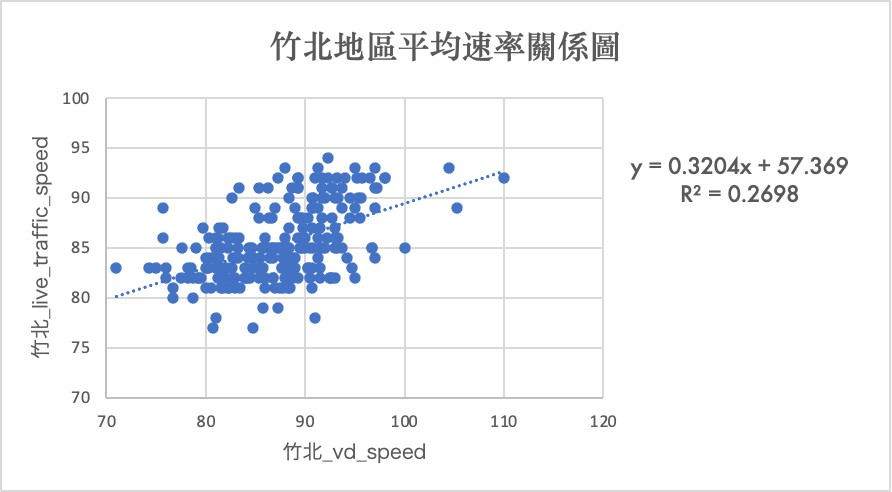 竹北地區平均速率關係圖
100
95
90
85
80
75
70
70 80 90 100 110 120
竹北_live_traffic_speed
竹北_vd_speed
y = 0.3204x + 57.369
R² = 0.2698